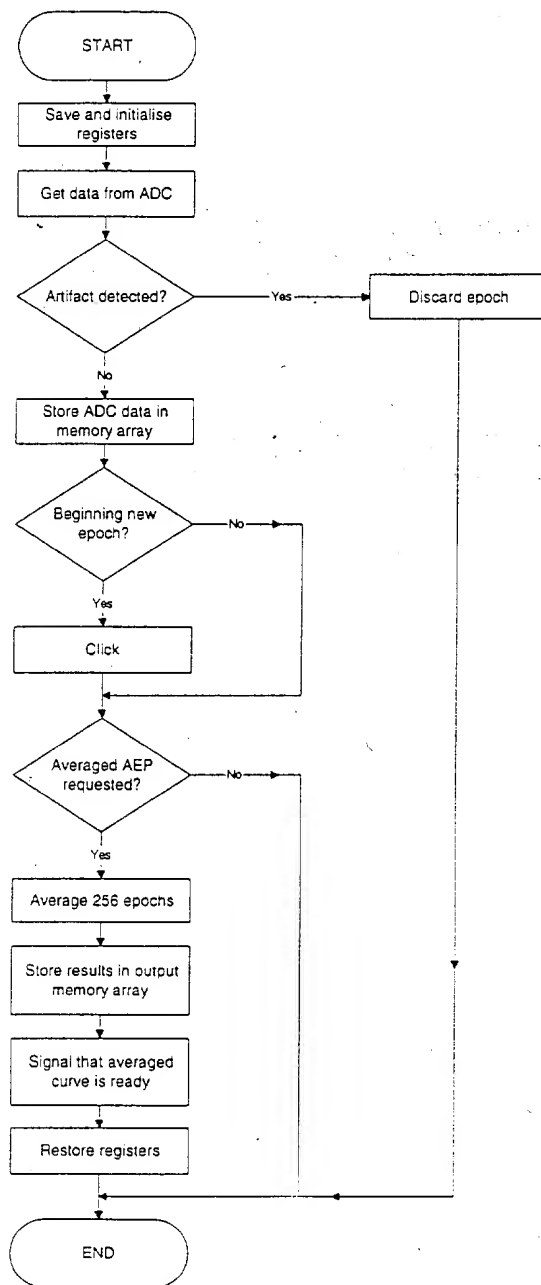 START
Save and initialise
registers
Get data from ADC
Artifact detected?
Yes
Discard epoch
No
Store ADC data in
memory array
Beginning new
epoch?
No
Yes
Click
Averaged AEP
requested?
No
Yes
Average 256 epochs
Store results in output
memory array
Signal that averaged
curve is ready
Restore registers
END